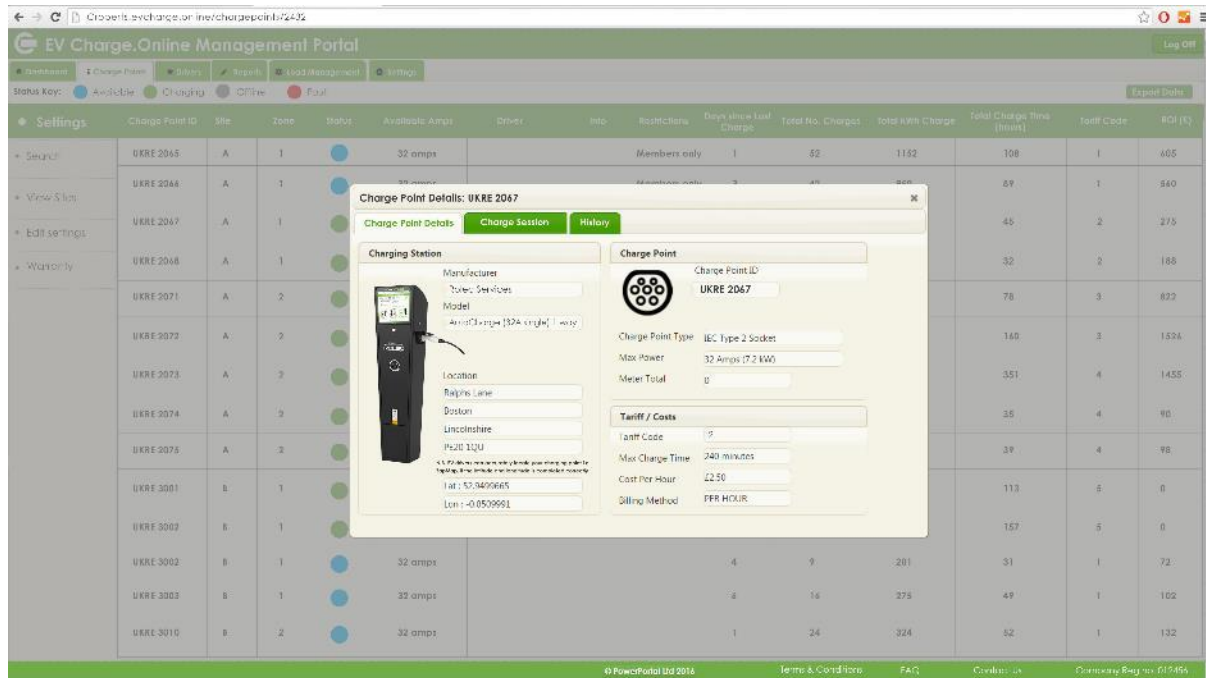 EV Charge.Online Management Portal
Log Off
Dashboard Charge Points Drivers Reports Load Management Settings
Status Key: Available Charging Offline Fault
Export Data
Settings Charge Point ID Site Zone Status Available Amps Driver Info Restrictions Days since Last Charge Total No. Charges Total kWh Charge Total Charge Time (Hours) Tariff Code ROI (£)
Search
View Sites
Edit settings
Warranty
UKRE 2065 A 1 32 amps Members only 1 52 1152 108 1 605
UKRE 2066 A 1 1 560
UKRE 2067 A 1 45 2 275
UKRE 2068 A 1 32 2 188
UKRE 2071 A 2 78 3 822
UKRE 2072 A 2 160 3
UKRE 2073 A 2 351 4 1455
UKRE 2074 A 2 35 4 90
UKRE 2075 A 2 39 4 98
UKRE 3001 B 1 113 0
UKRE 3002 B 1 157 5 0
UKRE 3002 B 1 32 amps 4 9 201 31 1 72
UKRE 3003 B 1 32 amps 6 16 275 49 1 102
UKRE 3010 B 2 32 amps 1 24 324 52 1 132
Charge Point Details: UKRE 2067
Charge Point Details Charge Session History
Charging Station
Manufacturer
Rolec Services
Model
AutoCharge (32A single) 1 way
Location
Ralphs Lane
Boston
Lincolnshire
PE20 1QU
Lat : 52.9499665
Lon : -0.8509991
Charge Point
Charge Point ID
UKRE 2067
Charge Point Type IEC Type 2 Socket
Max Power 32 Amps (7.2 kW)
Meter Total 0
Tariff / Costs
Tariff Code 2
Max Charge Time 240 minutes
Cost Per Hour £2.50
Billing Method PER HOUR
© PowerPortal Ltd 2016 Terms & Conditions FAQ Contact Us Company Reg no. 012456